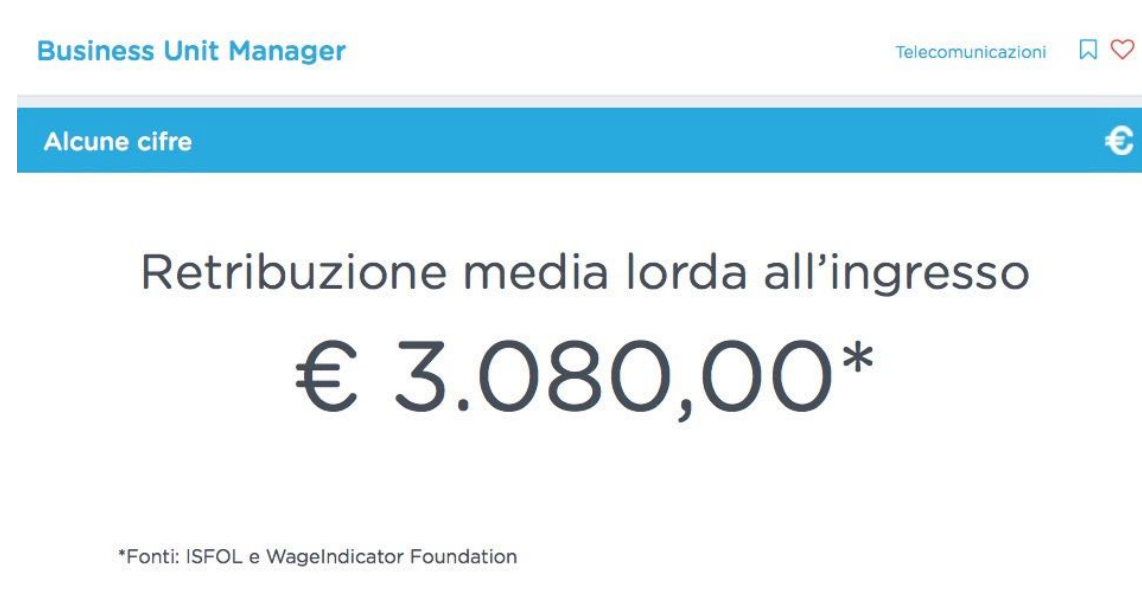 Business Unit Manager
Telecomunicazioni
Alcune cifre
€
Retribuzione media lorda all’ingresso
€ 3.080,00*
*Fonti: ISFOL e WageIndicator Foundation